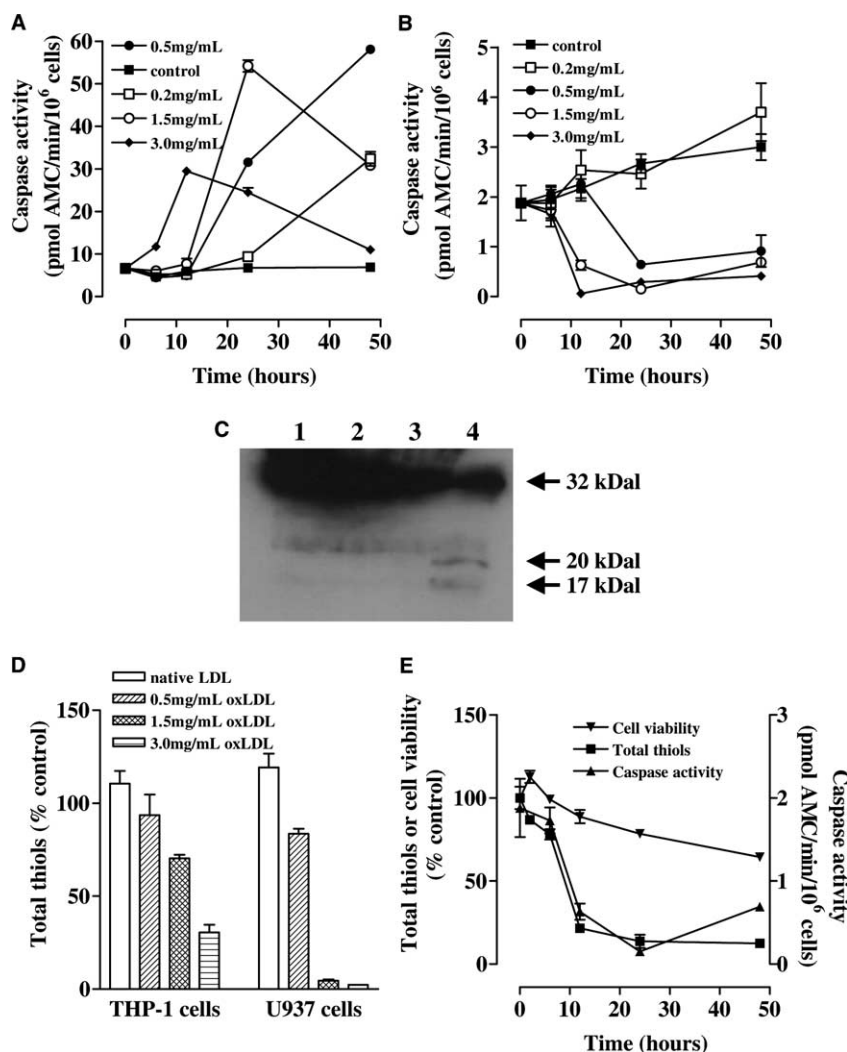 A
0.5mg/mL
control
0.2mg/mL
1.5mg/mL
3.0mg/mL
Caspase activity
(pmol AMC/min/10⁶ cells)
60
50
40
30
20
10
0
0 10 20 30 40 50
Time (hours)
B
control
0.2mg/mL
0.5mg/mL
1.5mg/mL
3.0mg/mL
Caspase activity
(pmol AMC/min/10⁶ cells)
5
4
3
2
1
0
0 10 20 30 40 50
Time (hours)
C
1 2 3 4
32 kDal
20 kDal
17 kDal
D
native LDL
0.5mg/mL oxLDL
1.5mg/mL oxLDL
3.0mg/mL oxLDL
Total thiols (% control)
150
100
50
0
THP-1 cells U937 cells
E
Cell viability
Total thiols
Caspase activity
Total thiols or cell viability
(% control)
150
100
50
0
3
2
1
0
Caspase activity
(pmol AMC/min/10⁶ cells)
0 10 20 30 40 50
Time (hours)